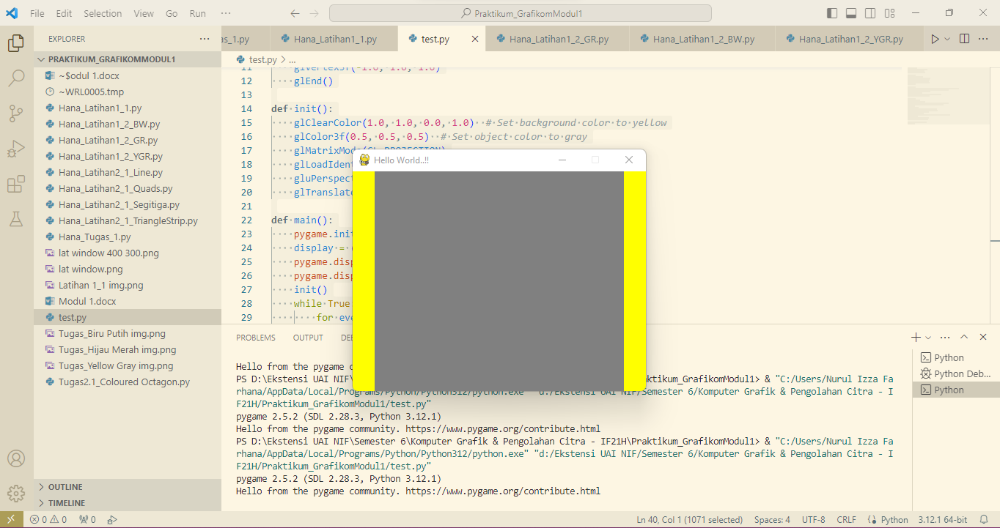 File Edit Selection View Go Run ··· Praktikum_GrafikomModul1
EXPLORER ···
s_1.py Hana_Latihan1_1.py test.py Hana_Latihan1_2_GR.py Hana_Latihan1_2_BW.py Hana_Latihan1_2_YGR.py ···
PRAKTIKUM_GRAFIKOMMODUL1
~$odul 1.docx
~WRL0005.tmp
Hana_Latihan1_1.py
Hana_Latihan1_2_BW.py
Hana_Latihan1_2_GR.py
Hana_Latihan1_2_YGR.py
Hana_Latihan2_1_Line.py
Hana_Latihan2_1_Quads.py
Hana_Latihan2_1_Segitiga.py
Hana_Latihan2_1_TriangleStrip.py
Hana_Tugas_1.py
lat window 400 300.png
lat window.png
Latihan 1_1 img.png
Modul 1.docx
test.py
Tugas_Biru Putih img.png
Tugas_Hijau Merah img.png
Tugas_Yellow Gray img.png
Tugas2.1_Coloured Octagon.py
OUTLINE
TIMELINE
test.py > ...
11 glVertex3f(-1.0, 1.0, 1.0)
12 glEnd()
13
14 def init():
15 glClearColor(1.0, 1.0, 0.0, 1.0) # Set background color to yellow
16 glColor3f(0.5, 0.5, 0.5) # Set object color to gray
17 glMatrixMode(GL_PROJECTION)
18 glLoadIdent
19 gluPerspect
20 glTranslate
21
22 def main():
23 pygame.init
24 display = (
25 pygame.disp
26 pygame.disp
27 init()
28 while True
29 for eve
Hello World..!!
PROBLEMS OUTPUT DE
Hello from the pygame c
PS D:\Ekstensi UAI NIF\ aktikum_GrafikomModul1> & "C:/Users/Nurul Izza Fa
rhana/AppData/Local/Programs/Python/Python312/python.exe" "d:/Ekstensi UAI NIF/Semester 6/Komputer Grafik & Pengolahan Citra - I
F21H/Praktikum_GrafikomModul1/test.py"
pygame 2.5.2 (SDL 2.28.3, Python 3.12.1)
Hello from the pygame community. https://www.pygame.org/contribute.html
PS D:\Ekstensi UAI NIF\Semester 6\Komputer Grafik & Pengolahan Citra - IF21H\Praktikum_GrafikomModul1> & "C:/Users/Nurul Izza Fa
rhana/AppData/Local/Programs/Python/Python312/python.exe" "d:/Ekstensi UAI NIF/Semester 6/Komputer Grafik & Pengolahan Citra - I
F21H/Praktikum_GrafikomModul1/test.py"
pygame 2.5.2 (SDL 2.28.3, Python 3.12.1)
Hello from the pygame community. https://www.pygame.org/contribute.html
Python
Python Deb...
Python
0 0 0 Ln 40, Col 1 (1071 selected) Spaces: 4 UTF-8 CRLF Python 3.12.1 64-bit